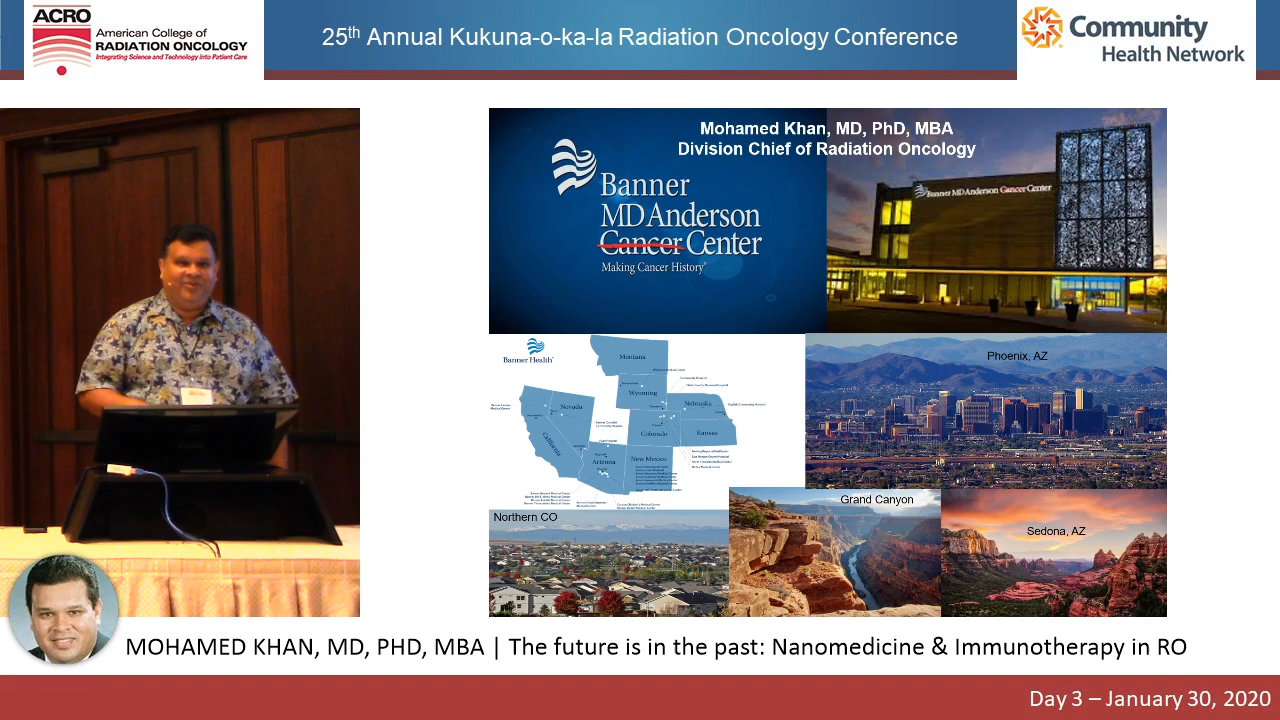 ACRO
American College of
RADIATION ONCOLOGY
Integrating Science and Technology into Patient Care
25th Annual Kukuna-o-ka-la Radiation Oncology Conference
Community
Health Network
Mohamed Khan, MD, PhD, MBA
Division Chief of Radiation Oncology
Banner
MD Anderson
Cancer Center
Making Cancer History®
Banner MD Anderson Cancer Center
Banner Health
Montana
Wyoming
Nebraska
Nevada
Colorado
Kansas
California
Arizona
New Mexico
Phoenix, AZ
Northern CO
Grand Canyon
Sedona, AZ
MOHAMED KHAN, MD, PHD, MBA | The future is in the past: Nanomedicine & Immunotherapy in RO
Day 3 – January 30, 2020